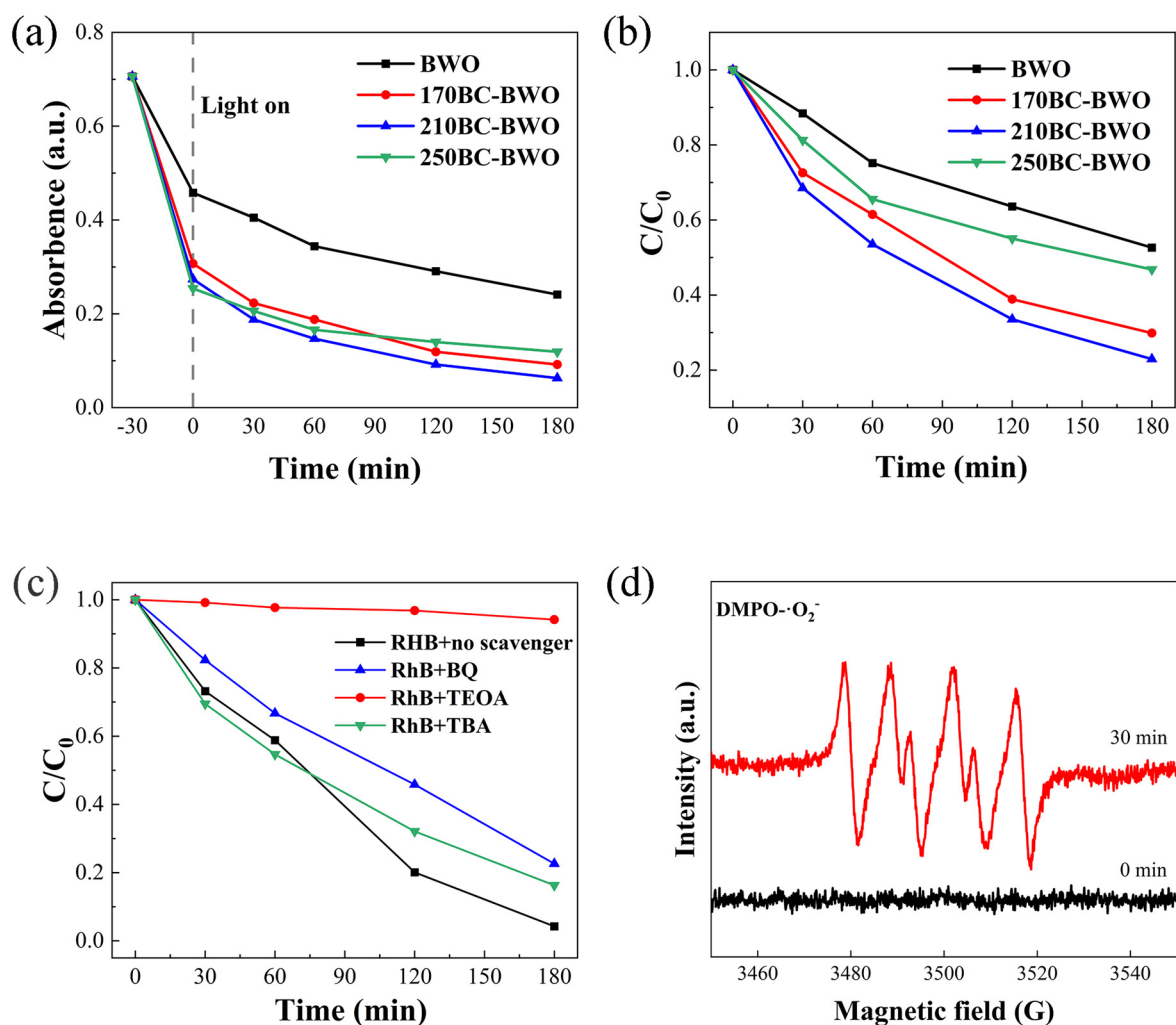 (a)
0.8
0.6
0.4
0.2
0.0
Absorbence (a.u.)
Light on
BWO
170BC-BWO
210BC-BWO
250BC-BWO
-30 0 30 60 90 120 150 180
Time (min)
(b)
1.0
0.8
0.6
0.4
0.2
C/C₀
BWO
170BC-BWO
210BC-BWO
250BC-BWO
0 30 60 90 120 150 180
Time (min)
(c)
1.0
0.8
0.6
0.4
0.2
0.0
C/C₀
RHB+no scavenger
RhB+BQ
RhB+TEOA
RhB+TBA
0 30 60 90 120 150 180
Time (min)
(d)
DMPO-·O₂⁻
Intensity (a.u.)
30 min
0 min
3460 3480 3500 3520 3540
Magnetic field (G)